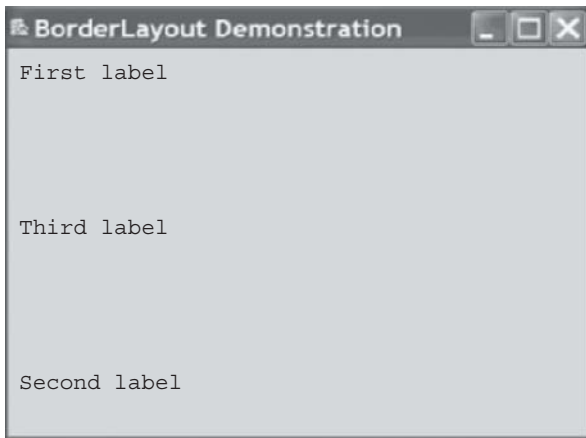 BorderLayout Demonstration
First label
Third label
Second label